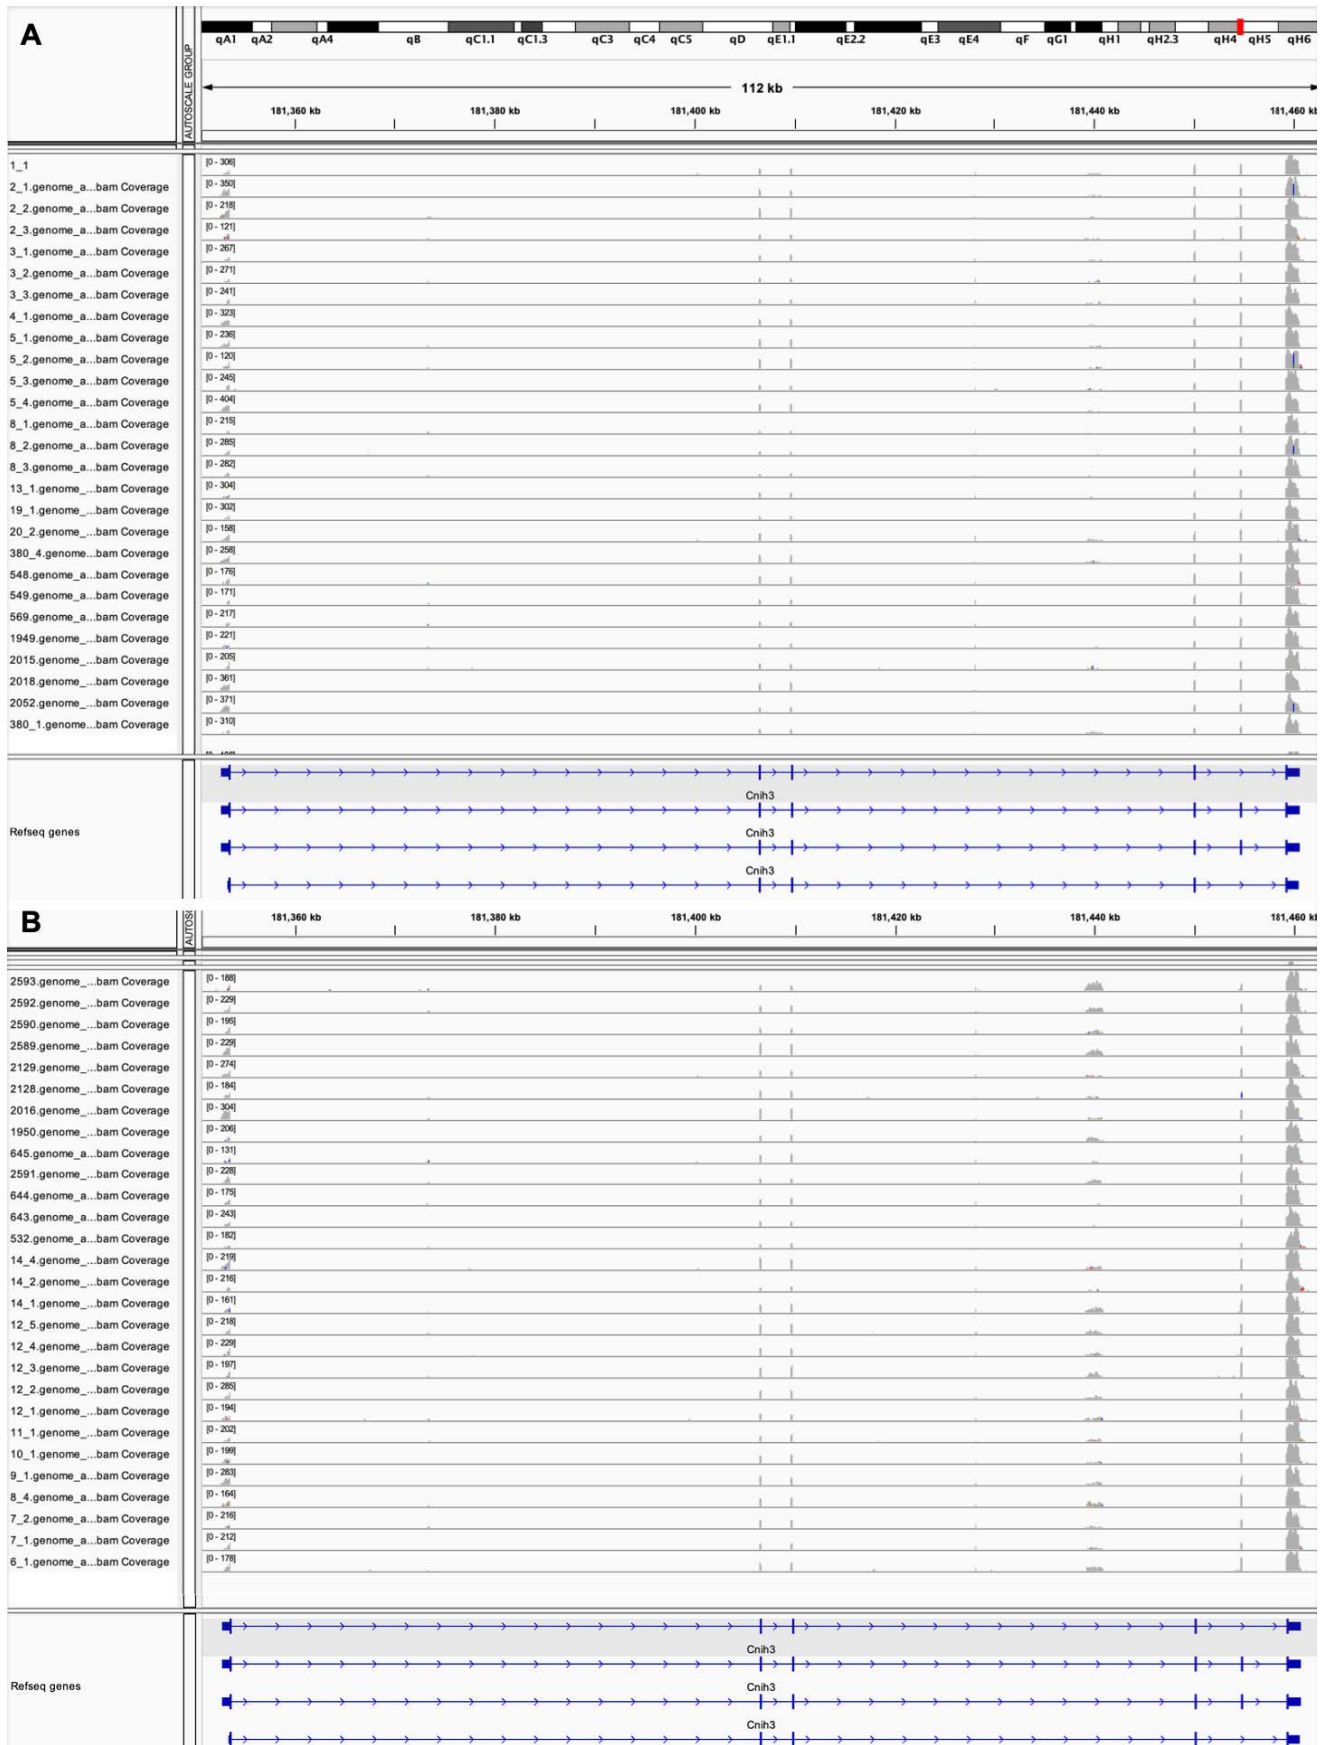 A
qA1 qA2 qA4 qB qC1.1 qC1.3 qC3 qC4 qC5 qD qE1.1 qE2.2 qE3 qE4 qF qG1 qH1 qH2.3 qH4 qH5 qH6
AUTOSCALE GROUP
112 kb
181,360 kb 181,380 kb 181,400 kb 181,420 kb 181,440 kb 181,460 kb
1_1 [0 - 306]
2_1.genome_a...bam Coverage [0 - 350]
2_2.genome_a...bam Coverage [0 - 218]
2_3.genome_a...bam Coverage [0 - 121]
3_1.genome_a...bam Coverage [0 - 267]
3_2.genome_a...bam Coverage [0 - 271]
3_3.genome_a...bam Coverage [0 - 241]
4_1.genome_a...bam Coverage [0 - 323]
5_1.genome_a...bam Coverage [0 - 236]
5_2.genome_a...bam Coverage [0 - 120]
5_3.genome_a...bam Coverage [0 - 245]
5_4.genome_a...bam Coverage [0 - 404]
8_1.genome_a...bam Coverage [0 - 215]
8_2.genome_a...bam Coverage [0 - 285]
8_3.genome_a...bam Coverage [0 - 282]
13_1.genome_...bam Coverage [0 - 304]
19_1.genome_...bam Coverage [0 - 302]
20_2.genome_...bam Coverage [0 - 158]
380_4.genome...bam Coverage [0 - 258]
548.genome_a...bam Coverage [0 - 176]
549.genome_a...bam Coverage [0 - 171]
569.genome_a...bam Coverage [0 - 217]
1949.genome_...bam Coverage [0 - 221]
2015.genome_...bam Coverage [0 - 205]
2018.genome_...bam Coverage [0 - 361]
2052.genome_...bam Coverage [0 - 371]
380_1.genome...bam Coverage [0 - 310]
Cnih3
Refseq genes
Cnih3
Cnih3
B
181,360 kb 181,380 kb 181,400 kb 181,420 kb 181,440 kb 181,460 kb
2593.genome_...bam Coverage [0 - 188]
2592.genome_...bam Coverage [0 - 229]
2590.genome_...bam Coverage [0 - 195]
2589.genome_...bam Coverage [0 - 229]
2129.genome_...bam Coverage [0 - 274]
2128.genome_...bam Coverage [0 - 184]
2016.genome_...bam Coverage [0 - 304]
1950.genome_...bam Coverage [0 - 206]
645.genome_a...bam Coverage [0 - 131]
2591.genome_...bam Coverage [0 - 228]
644.genome_a...bam Coverage [0 - 175]
643.genome_a...bam Coverage [0 - 243]
532.genome_a...bam Coverage [0 - 182]
14_4.genome_...bam Coverage [0 - 219]
14_2.genome_...bam Coverage [0 - 216]
14_1.genome_...bam Coverage [0 - 161]
12_5.genome_...bam Coverage [0 - 218]
12_4.genome_...bam Coverage [0 - 229]
12_3.genome_...bam Coverage [0 - 197]
12_2.genome_...bam Coverage [0 - 285]
12_1.genome_...bam Coverage [0 - 194]
11_1.genome_...bam Coverage [0 - 202]
10_1.genome_...bam Coverage [0 - 199]
9_1.genome_a...bam Coverage [0 - 283]
8_4.genome_a...bam Coverage [0 - 164]
7_2.genome_a...bam Coverage [0 - 216]
7_1.genome_a...bam Coverage [0 - 212]
6_1.genome_a...bam Coverage [0 - 178]
Cnih3
Refseq genes
Cnih3
Cnih3